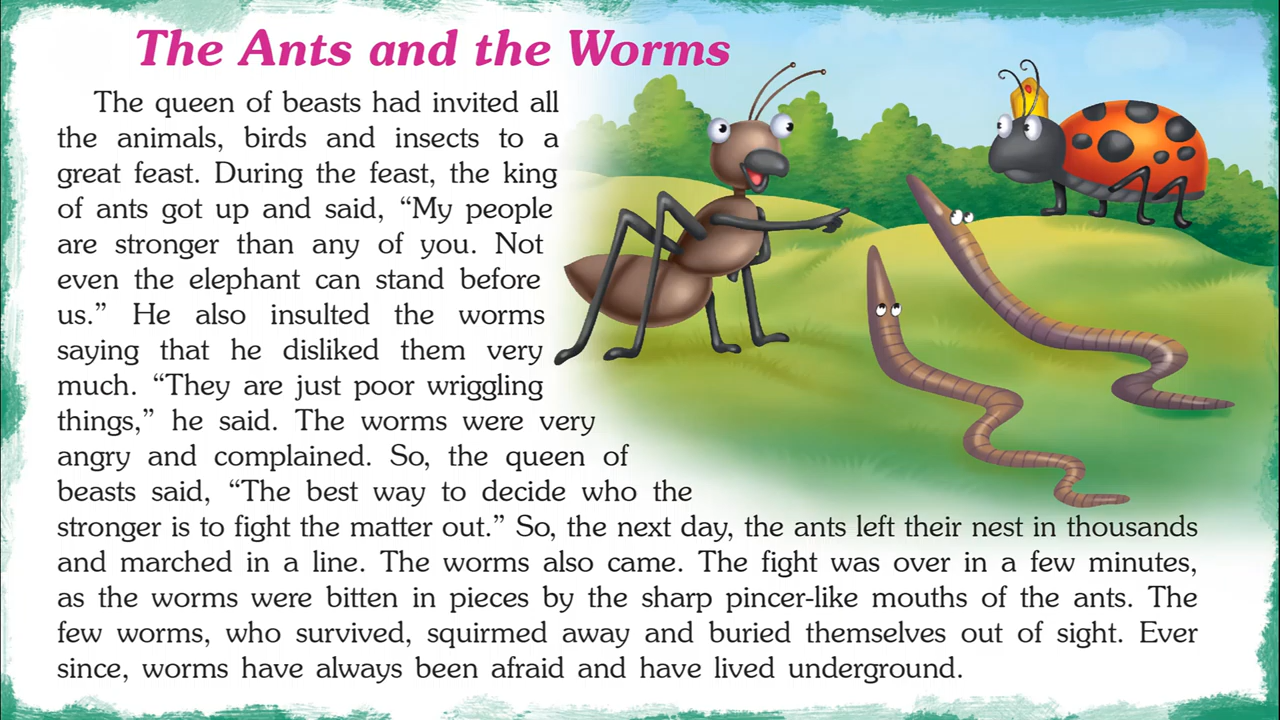 The Ants and the Worms
The queen of beasts had invited all
the animals, birds and insects to a
great feast. During the feast, the king
of ants got up and said, “My people
are stronger than any of you. Not
even the elephant can stand before
us.” He also insulted the worms
saying that he disliked them very
much. “They are just poor wriggling
things,” he said. The worms were very
angry and complained. So, the queen of
beasts said, “The best way to decide who the
stronger is to fight the matter out.” So, the next day, the ants left their nest in thousands
and marched in a line. The worms also came. The fight was over in a few minutes,
as the worms were bitten in pieces by the sharp pincer-like mouths of the ants. The
few worms, who survived, squirmed away and buried themselves out of sight. Ever
since, worms have always been afraid and have lived underground.